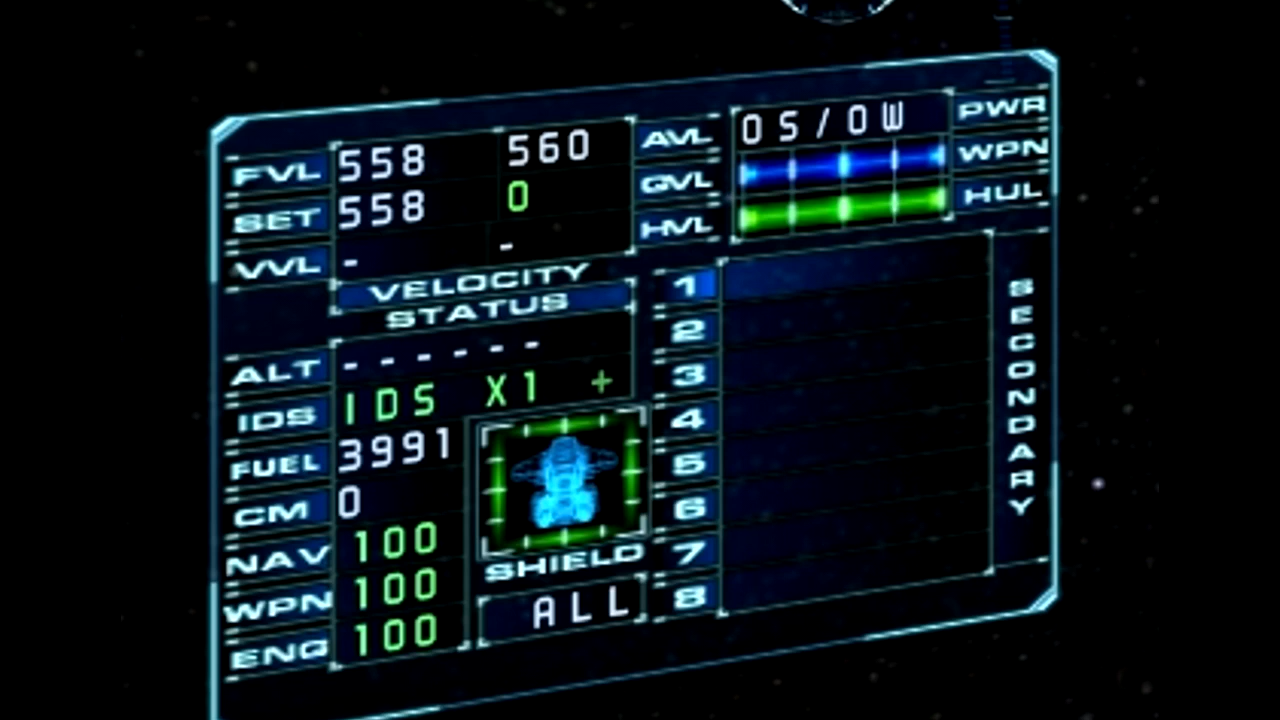 FVL 558 560 AVL 0S/0W PWR
SET 558 0 GVL WPN
VVL - - HVL HUL
VELOCITY
STATUS
ALT - - - - - -
IDS IDS X1 +
FUEL 3991
CM 0
NAV 100
WPN 100
ENG 100
SHIELD
ALL
1
2
3
4
5
6
7
8
SECONDARY